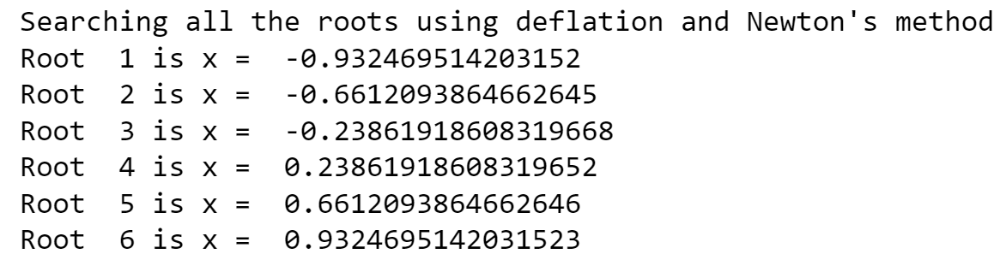 Searching all the roots using deflation and Newton's method
Root  1 is x =  -0.932469514203152
Root  2 is x =  -0.6612093864662645
Root  3 is x =  -0.23861918608319668
Root  4 is x =  0.23861918608319652
Root  5 is x =  0.6612093864662646
Root  6 is x =  0.9324695142031523